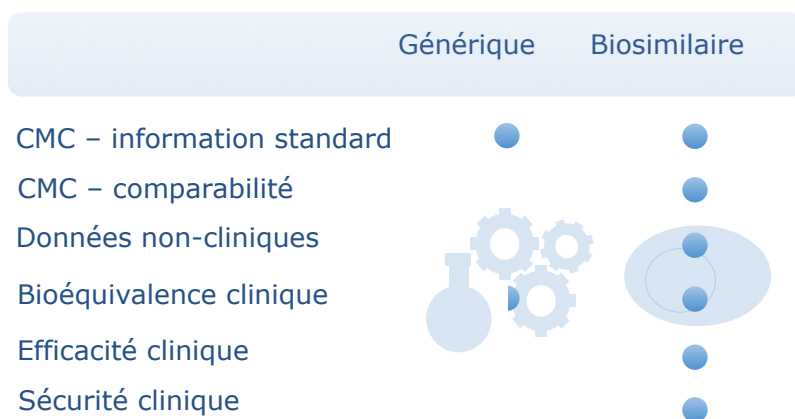 Générique Biosimilaire
CMC – information standard
CMC – comparabilité
Données non-cliniques
Bioéquivalence clinique
Efficacité clinique
Sécurité clinique